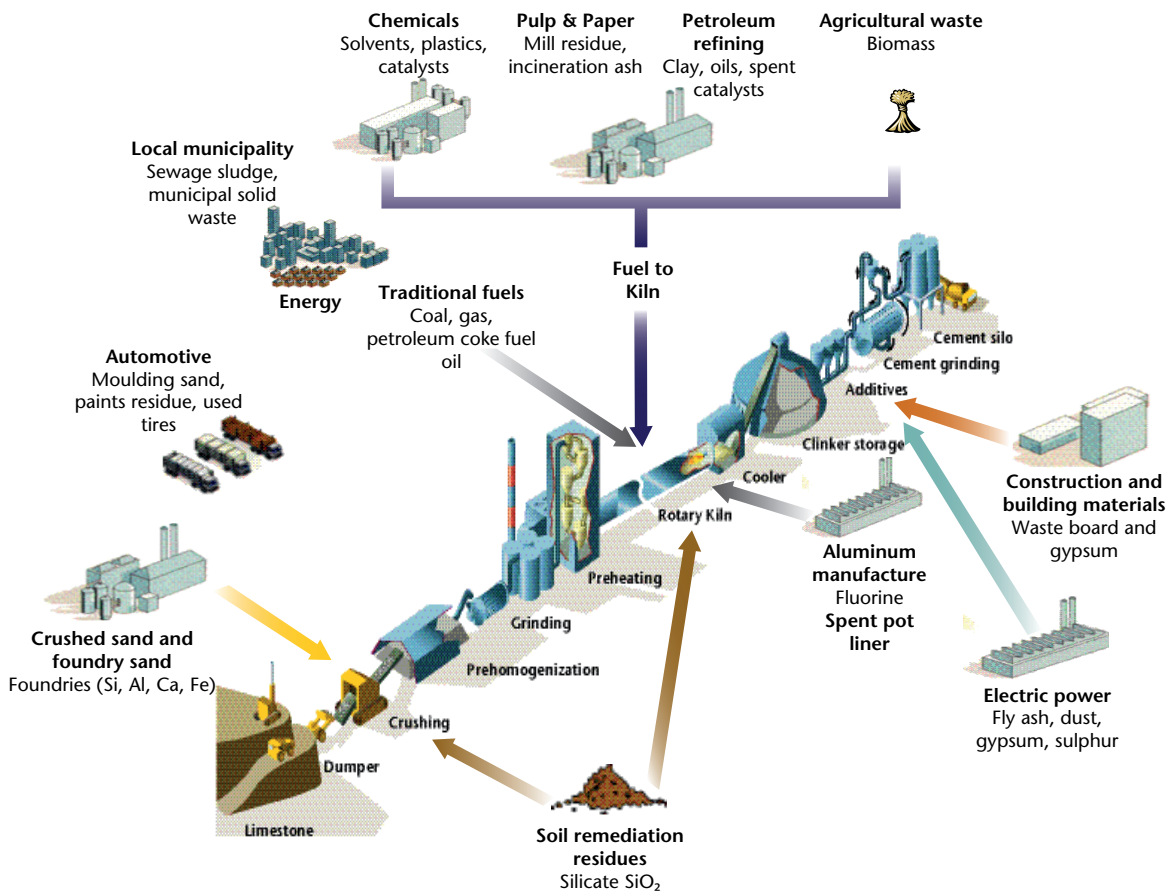 Chemicals
Solvents, plastics,
catalysts
Pulp & Paper
Mill residue,
incineration ash
Petroleum
refining
Clay, oils, spent
catalysts
Agricultural waste
Biomass
Local municipality
Sewage sludge,
municipal solid
waste
Energy
Fuel to
Kiln
Traditional fuels
Coal, gas,
petroleum coke fuel
oil
Automotive
Moulding sand,
paints residue, used
tires
Cement silo
Cement grinding
Additives
Clinker storage
Cooler
Rotary Kiln
Preheating
Grinding
Prehomogenization
Crushing
Dumper
Limestone
Construction and
building materials
Waste board and
gypsum
Aluminum
manufacture
Fluorine
Spent pot
liner
Crushed sand and
foundry sand
Foundries (Si, Al, Ca, Fe)
Electric power
Fly ash, dust,
gypsum, sulphur
Soil remediation
residues
Silicate SiO₂